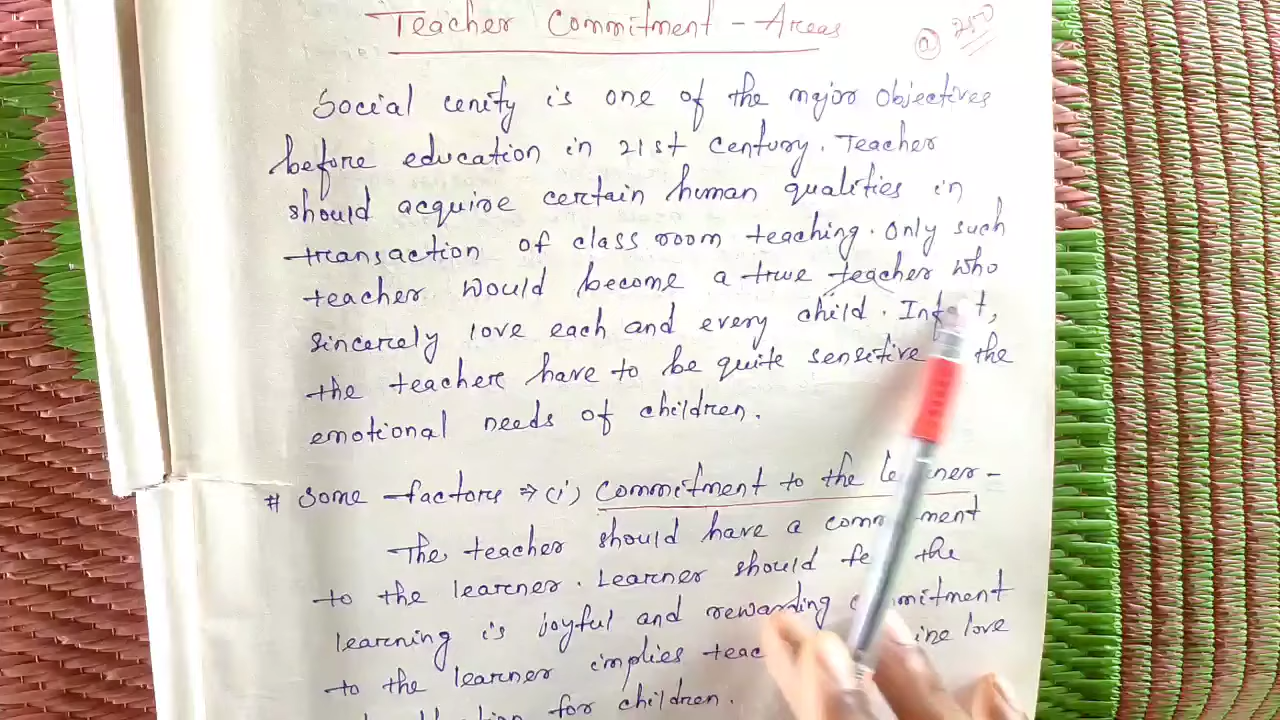 Teacher Commitment - Areas
(a) 250
Social cenity is one of the major objectives
before education in 21st century. Teacher
should acquire certain human qualities in
transaction of class room teaching. Only such
teacher would become a true teacher who
sincerely love each and every child.
the teachers have to be quite sensitive the
emotional needs of children.
# Some factors ⇒ (i) Commitment to the -
The teacher should have a
to the learner. Learner should the
learning is joyful and rewarding
to the learner implies love
for children.